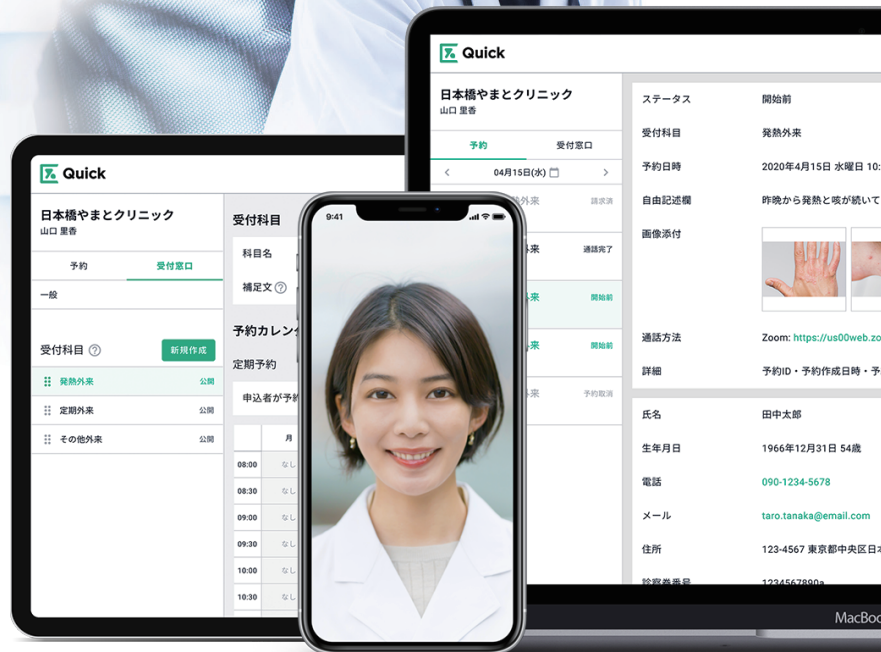 Quick
日本橋やまとクリニック
山口 里香
予約
受付窓口
一般
受付科目
新規作成
発熱外来
公開
定期外来
公開
その他外来
公開
受付科目
科目名
補足文
予約カレン
定期予約
申込者が予約
月
08:00 なし
08:30 なし
09:00 なし
09:30 なし
10:00 なし
10:30 なし
9:41
Quick
日本橋やまとクリニック
山口 里香
予約
受付窓口
04月15日(水)
外来
請求済
外来
通話完了
来
開始前
来
開始前
来
予約取消
ステータス
開始前
受付科目
発熱外来
予約日時
2020年4月15日 水曜日 10:
自由記述欄
昨晩から発熱と咳が続いて
画像添付
通話方法
Zoom: https://us00web.zo
詳細
予約ID・予約作成日時・予
氏名
田中太郎
生年月日
1966年12月31日 54歳
電話
090-1234-5678
メール
taro.tanaka@email.com
住所
123-4567 東京都中央区日本
診察券番号
1234567890a
MacBoo